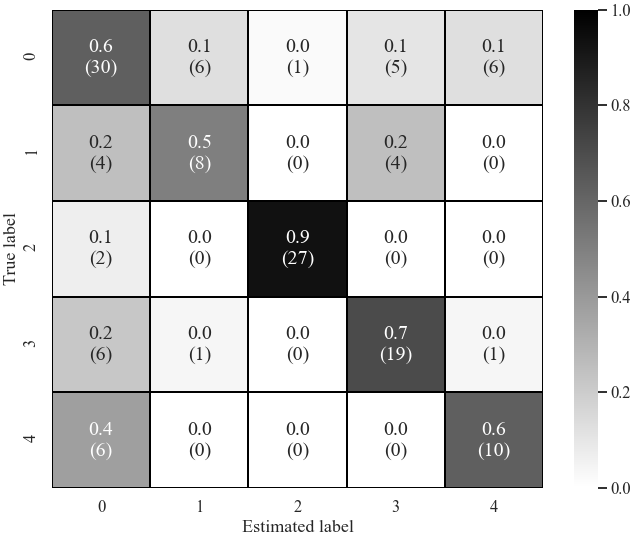 0.6 0.1 0.0 0.1 0.1
(30) (6) (1) (5) (6)
0.2 0.5 0.0 0.2 0.0
(4) (8) (0) (4) (0)
0.1 0.0 0.9 0.0 0.0
(2) (0) (27) (0) (0)
0.2 0.0 0.0 0.7 0.0
(6) (1) (0) (19) (1)
0.4 0.0 0.0 0.0 0.6
(6) (0) (0) (0) (10)
0 1 2 3 4
Estimated label
True label
0
1
2
3
4
1.0
0.8
0.6
0.4
0.2
0.0